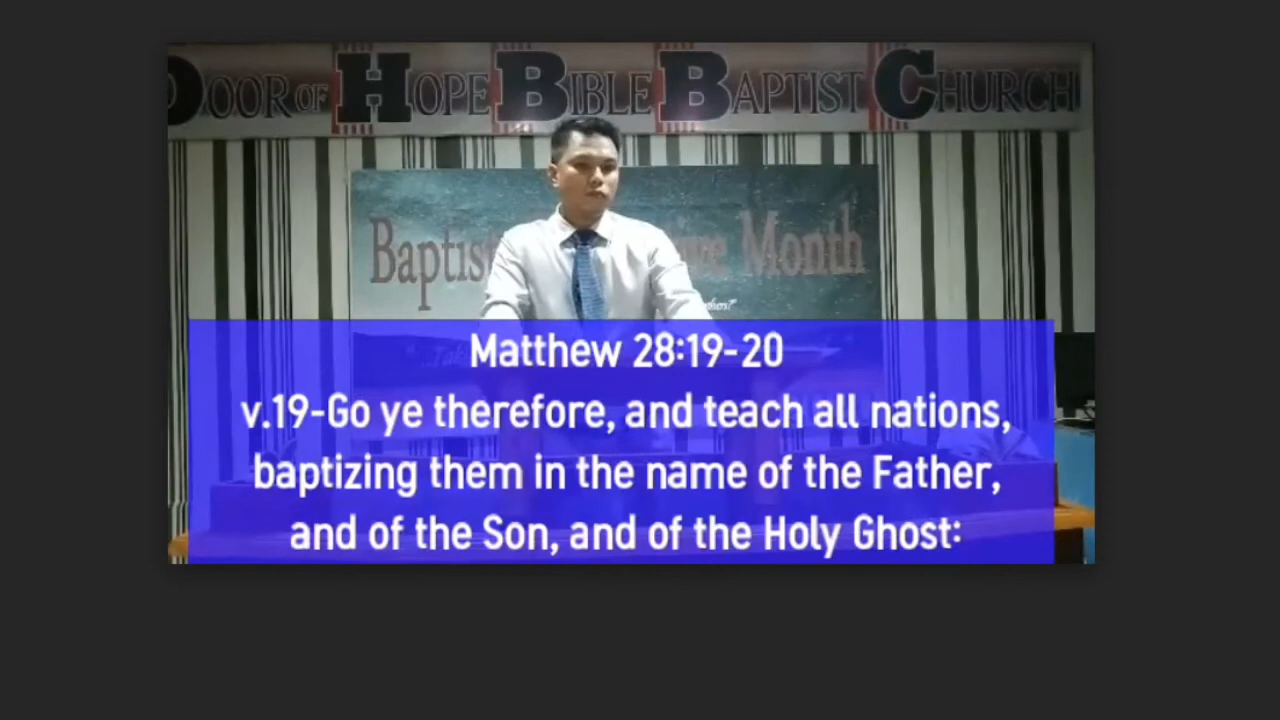 DOOR OF HOPE BIBLE BAPTIST CHURCH
Baptist Month
Matthew 28:19-20
v.19-Go ye therefore, and teach all nations,
baptizing them in the name of the Father,
and of the Son, and of the Holy Ghost: